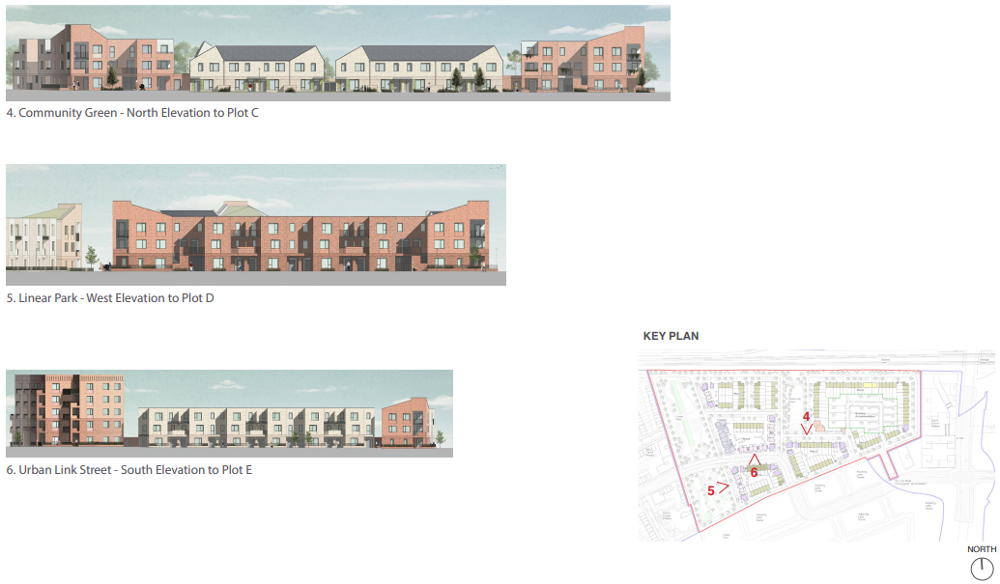 4. Community Green - North Elevation to Plot C
5. Linear Park - West Elevation to Plot D
KEY PLAN
4
6
5
6. Urban Link Street - South Elevation to Plot E
NORTH